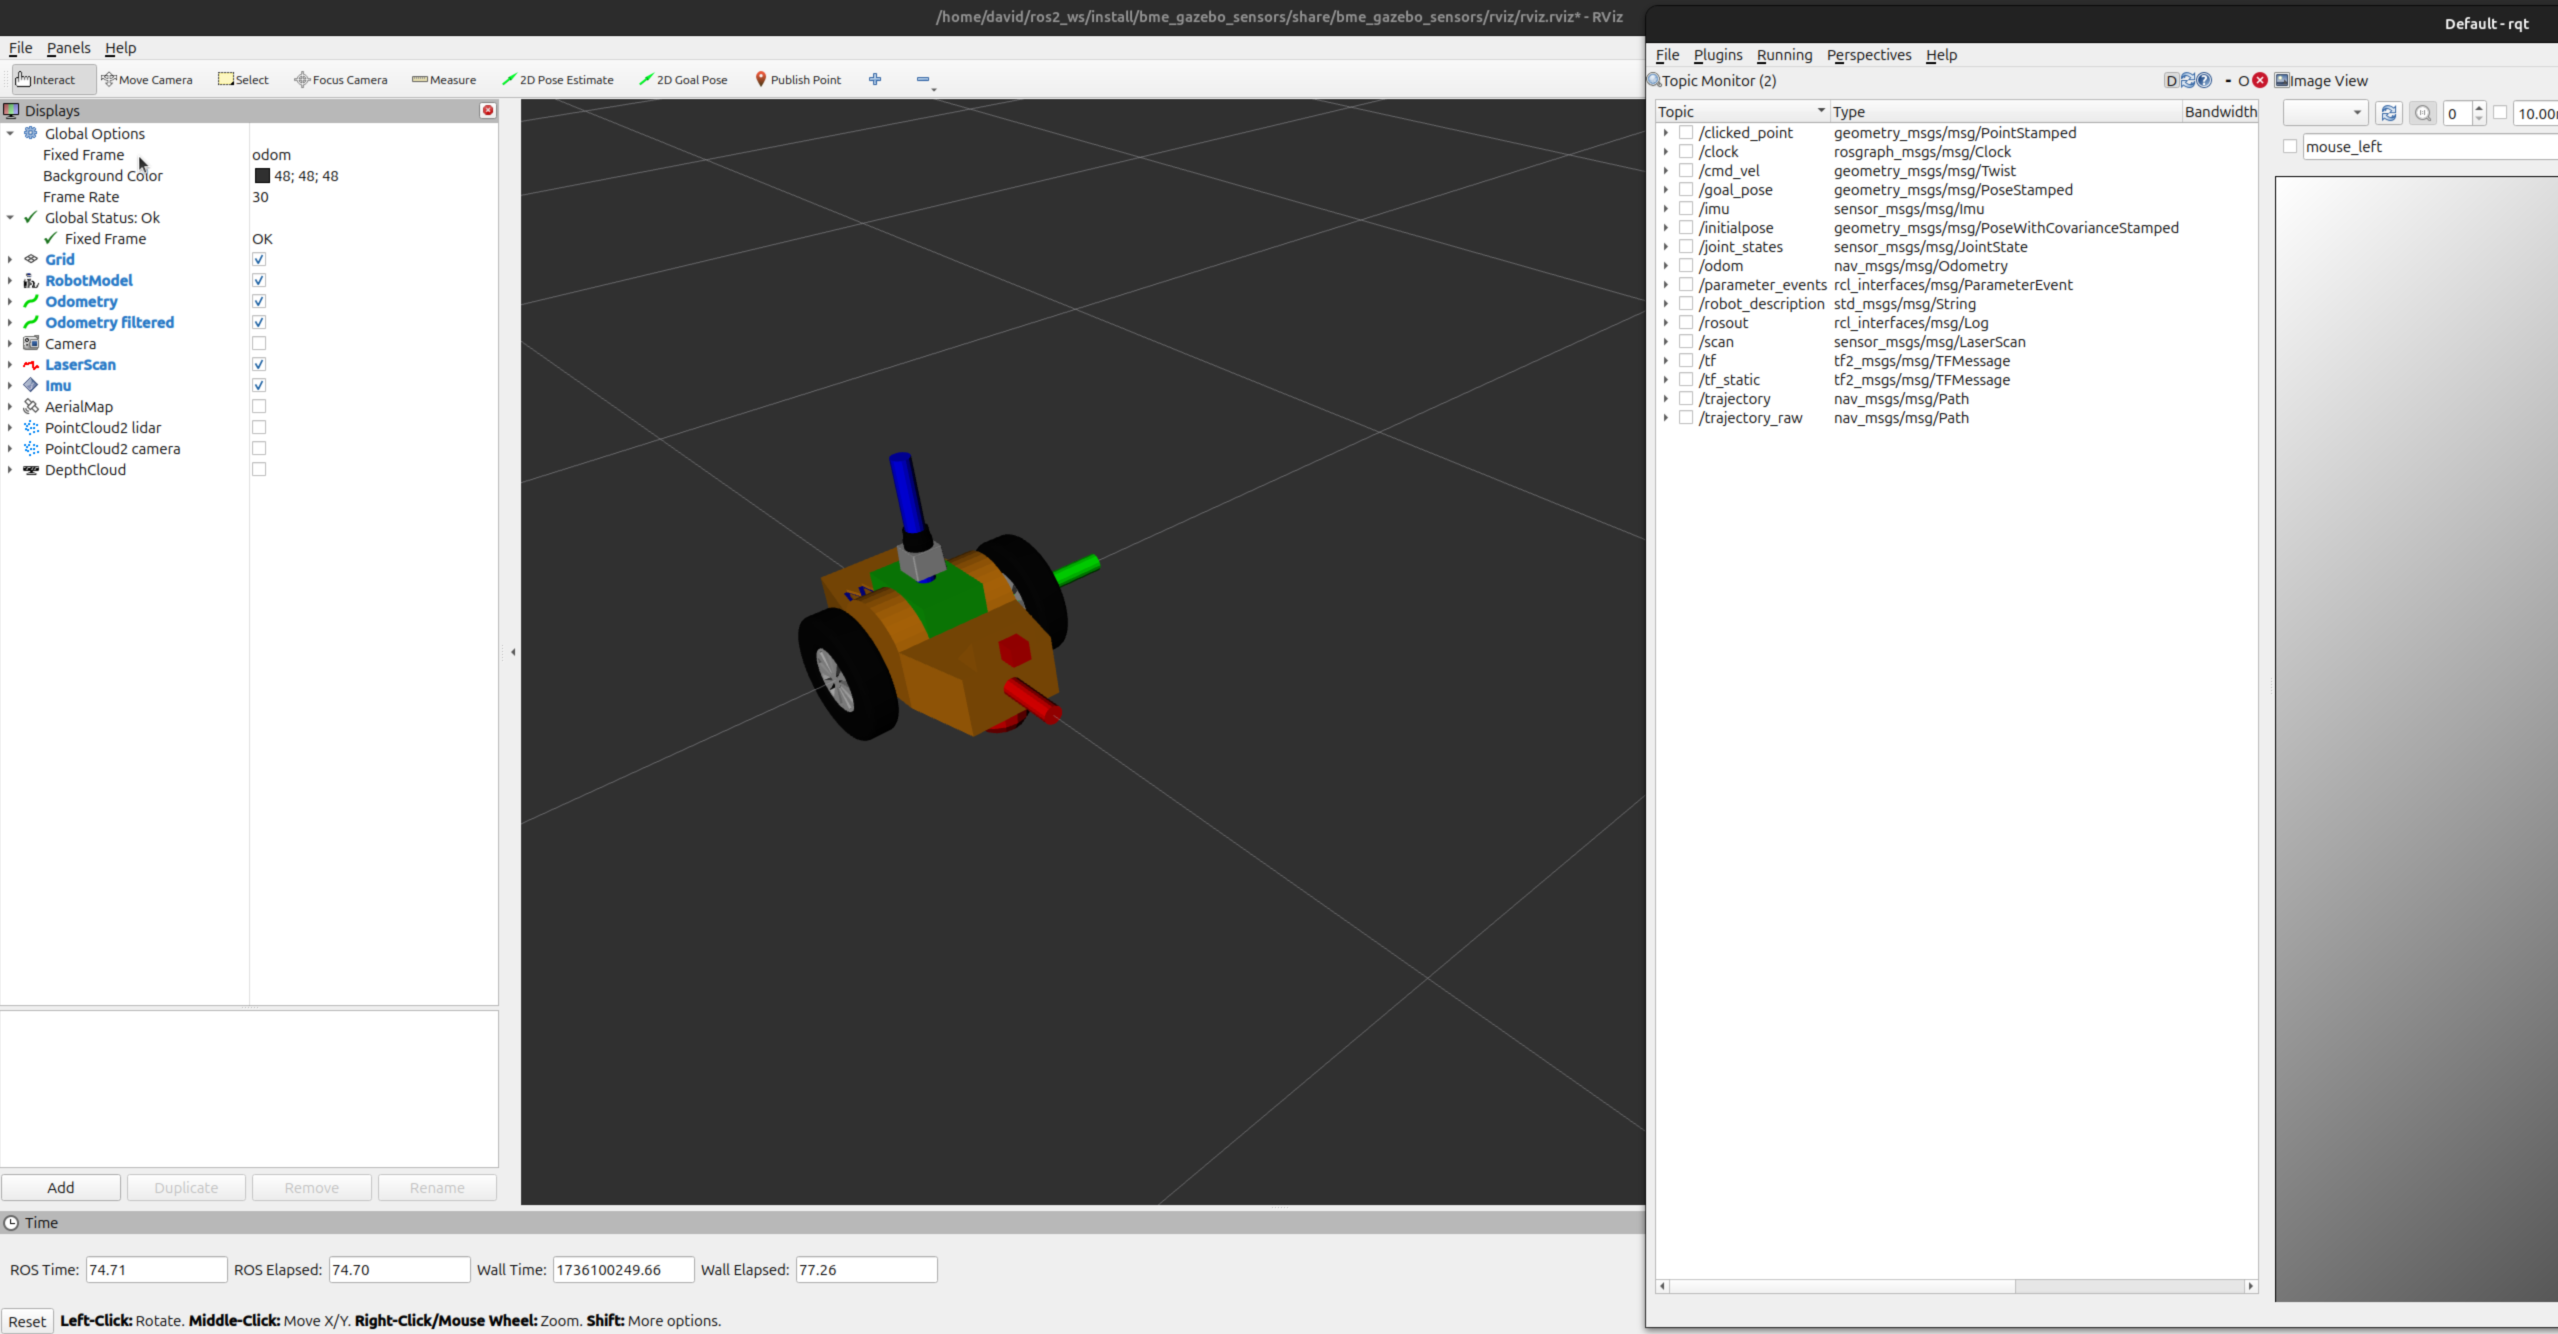 /home/david/ros2_ws/install/bme_gazebo_sensors/share/bme_gazebo_sensors/rviz/rviz.rviz* - RViz
File Panels Help
Interact Move Camera Select Focus Camera Measure 2D Pose Estimate 2D Goal Pose Publish Point
Displays
Global Options
Fixed Frame odom
Background Color 48; 48; 48
Frame Rate 30
Global Status: Ok
Fixed Frame OK
Grid
RobotModel
Odometry
Odometry filtered
Camera
LaserScan
Imu
AerialMap
PointCloud2 lidar
PointCloud2 camera
DepthCloud
Add Duplicate Remove Rename
Time
ROS Time: 74.71 ROS Elapsed: 74.70 Wall Time: 1736100249.66 Wall Elapsed: 77.26
Reset Left-Click: Rotate. Middle-Click: Move X/Y. Right-Click/Mouse Wheel: Zoom. Shift: More options.
Default - rqt
File Plugins Running Perspectives Help
Topic Monitor (2) D - O
Topic Type Bandwidth
/clicked_point geometry_msgs/msg/PointStamped
/clock rosgraph_msgs/msg/Clock
/cmd_vel geometry_msgs/msg/Twist
/goal_pose geometry_msgs/msg/PoseStamped
/imu sensor_msgs/msg/Imu
/initialpose geometry_msgs/msg/PoseWithCovarianceStamped
/joint_states sensor_msgs/msg/JointState
/odom nav_msgs/msg/Odometry
/parameter_events rcl_interfaces/msg/ParameterEvent
/robot_description std_msgs/msg/String
/rosout rcl_interfaces/msg/Log
/scan sensor_msgs/msg/LaserScan
/tf tf2_msgs/msg/TFMessage
/tf_static tf2_msgs/msg/TFMessage
/trajectory nav_msgs/msg/Path
/trajectory_raw nav_msgs/msg/Path
Image View
0 10.00
mouse_left